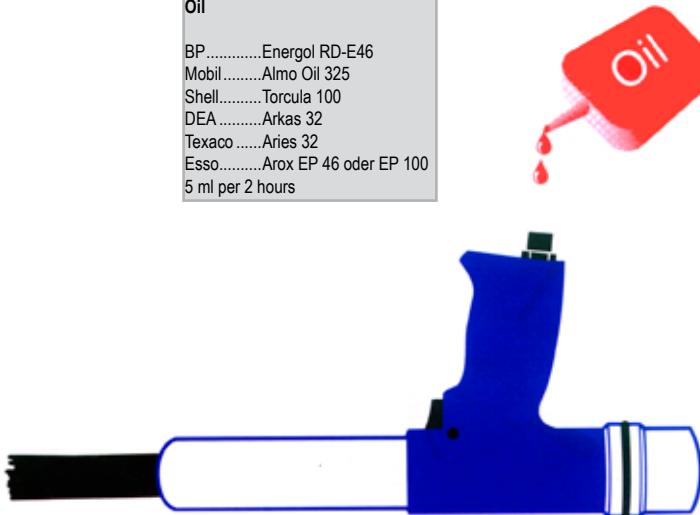 Oil
BP.............Energol RD-E46
Mobil.........Almo Oil 325
Shell..........Torcula 100
DEA..........Arkas 32
Texaco......Aries 32
Esso..........Arox EP 46 oder EP 100
5 ml per 2 hours
Oil